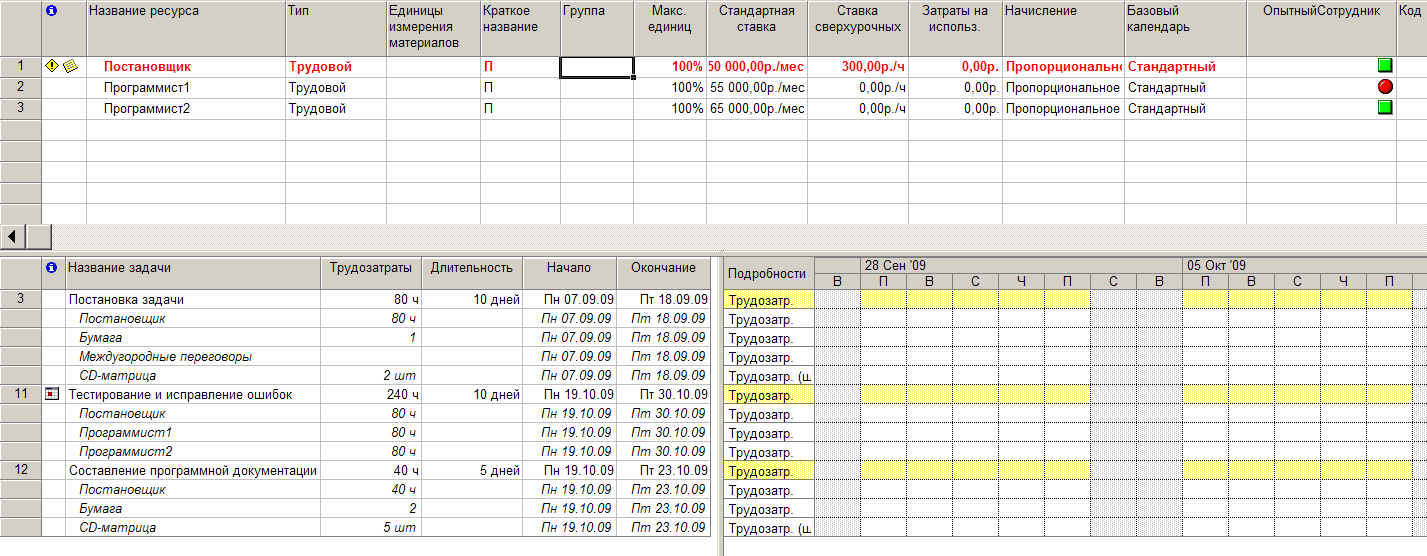 Название ресурса Тип Единицы измерения материалов Краткое название Группа Макс. единиц Стандартная ставка Ставка сверхурочных Затраты на использ. Начисление Базовый календарь ОпытныйСотрудник Код
1 Постановщик Трудовой П 100% 50 000,00р./мес 300,00р./ч 0,00р. Пропорционально Стандартный
2 Программист1 Трудовой П 100% 55 000,00р./мес 0,00р./ч 0,00р. Пропорциональное Стандартный
3 Программист2 Трудовой П 100% 65 000,00р./мес 0,00р./ч 0,00р. Пропорциональное Стандартный
Название задачи Трудозатраты Длительность Начало Окончание Подробности 28 Сен '09 05 Окт '09
В П В С Ч П С В П В С Ч П
3 Постановка задачи 80 ч 10 дней Пн 07.09.09 Пт 18.09.09 Трудозатр.
Постановщик 80 ч Пн 07.09.09 Пт 18.09.09 Трудозатр.
Бумага 1 Пн 07.09.09 Пт 18.09.09 Трудозатр.
Междугородные переговоры Пн 07.09.09 Пт 18.09.09 Трудозатр.
CD-матрица 2 шт Пн 07.09.09 Пт 18.09.09 Трудозатр. (ш
11 Тестирование и исправление ошибок 240 ч 10 дней Пн 19.10.09 Пт 30.10.09 Трудозатр.
Постановщик 80 ч Пн 19.10.09 Пт 30.10.09 Трудозатр.
Программист1 80 ч Пн 19.10.09 Пт 30.10.09 Трудозатр.
Программист2 80 ч Пн 19.10.09 Пт 30.10.09 Трудозатр.
12 Составление программной документации 40 ч 5 дней Пн 19.10.09 Пт 23.10.09 Трудозатр.
Постановщик 40 ч Пн 19.10.09 Пт 23.10.09 Трудозатр.
Бумага 2 Пн 19.10.09 Пт 23.10.09 Трудозатр.
CD-матрица 5 шт Пн 19.10.09 Пт 23.10.09 Трудозатр. (ш